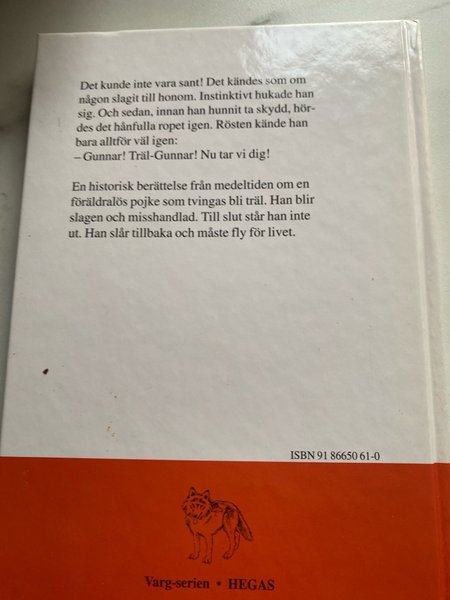 Det kunde inte vara sant! Det kändes som om
någon slagit till honom. Instinktivt hukade han
sig. Och sedan, innan han hunnit ta skydd, hör-
des det hånfulla ropet igen. Rösten kände han
bara alltför väl igen:
– Gunnar! Träl-Gunnar! Nu tar vi dig!
En historisk berättelse från medeltiden om en
föräldralös pojke som tvingas bli träl. Han blir
slagen och misshandlad. Till slut står han inte
ut. Han slår tillbaka och måste fly för livet.
ISBN 91 86650 61-0
Varg-serien • HEGAS